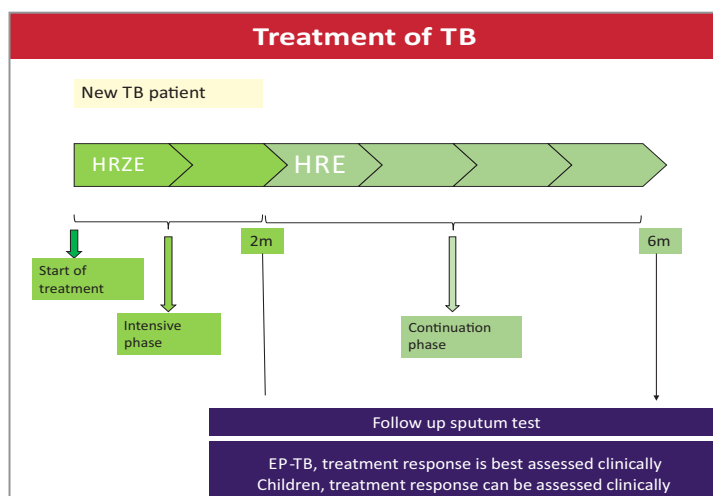 Treatment of TB
New TB patient
HRZE
HRE
2m
6m
Start of
treatment
Intensive
phase
Continuation
phase
Follow up sputum test
EP-TB, treatment response is best assessed clinically
Children, treatment response can be assessed clinically